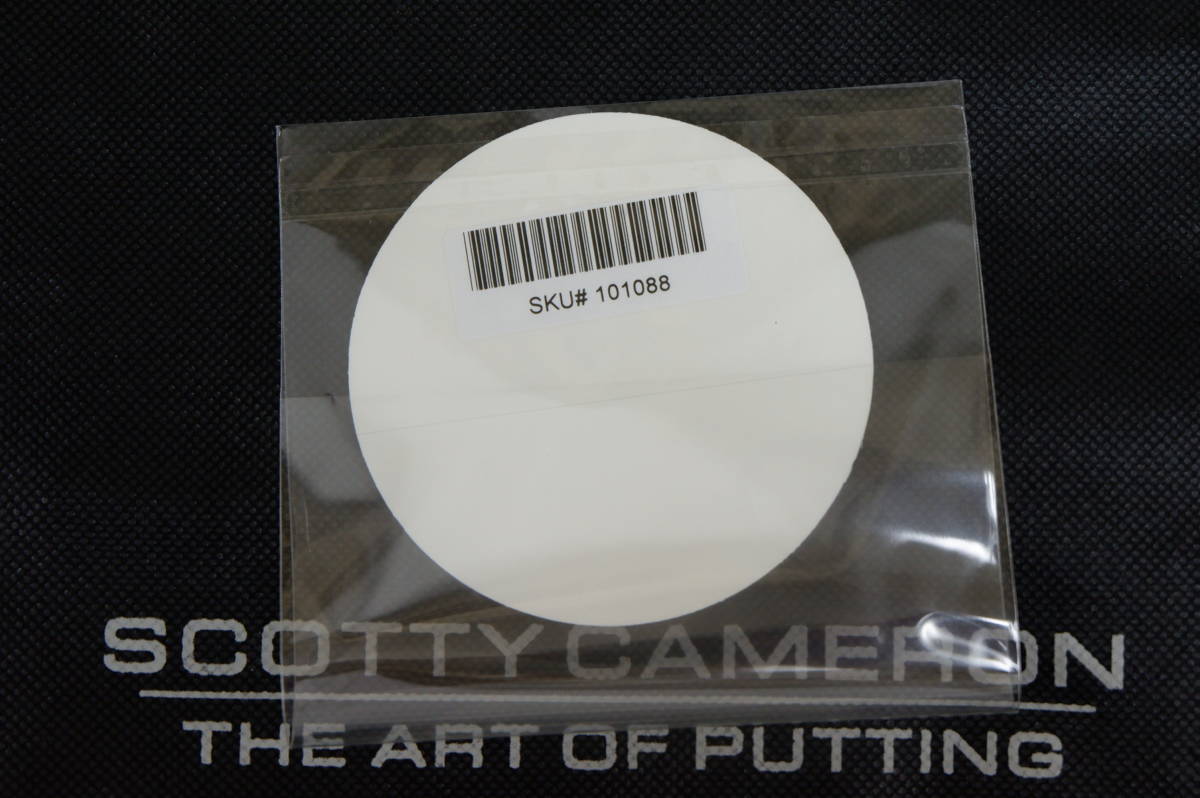 SKU# 101088
SCOTTY CAMERON
THE ART OF PUTTING